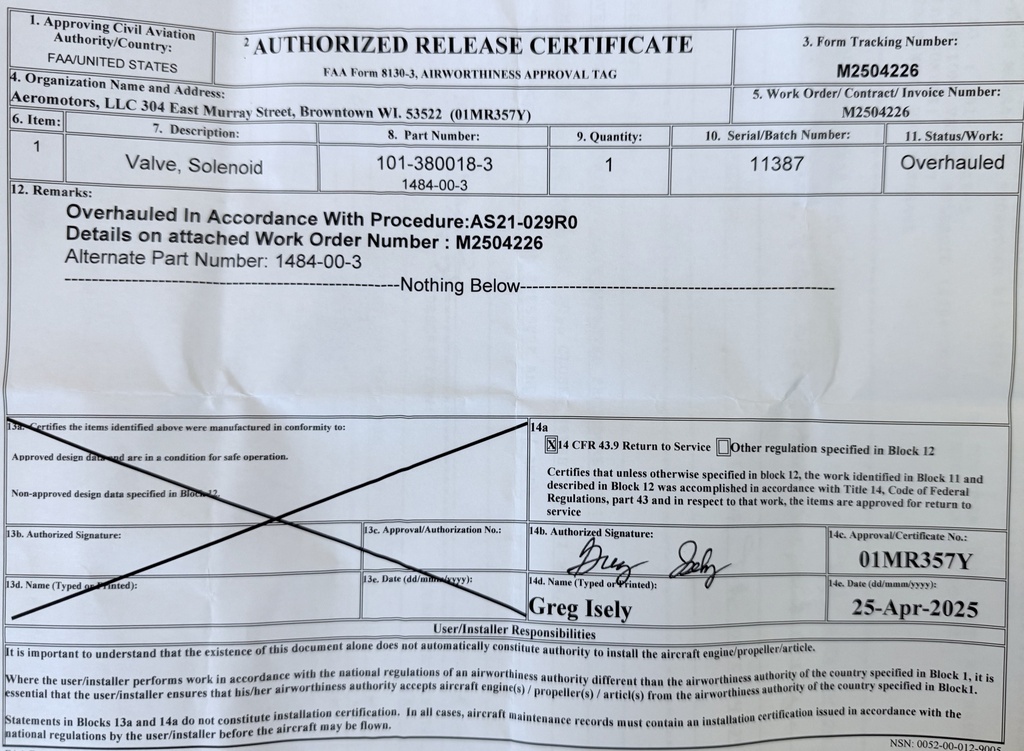 1. Approving Civil Aviation
Authority/Country:
FAA/UNITED STATES
2 AUTHORIZED RELEASE CERTIFICATE
FAA Form 8130-3, AIRWORTHINESS APPROVAL TAG
3. Form Tracking Number:
M2504226
4. Organization Name and Address:
Aeromotors, LLC 304 East Murray Street, Browntown WI. 53522 (01MR357Y)
5. Work Order/ Contract/ Invoice Number:
M2504226
6. Item:
7. Description:
8. Part Number:
9. Quantity:
10. Serial/Batch Number:
11. Status/Work:
1
Valve, Solenoid
101-380018-3
1484-00-3
1
11387
Overhauled
12. Remarks:
Overhauled In Accordance With Procedure:AS21-029R0
Details on attached Work Order Number : M2504226
Alternate Part Number: 1484-00-3
--------------------------------------------------Nothing Below--------------------------------------------------
13a. Certifies the items identified above were manufactured in conformity to:
Approved design data and are in a condition for safe operation.
Non-approved design data specified in Block 12.
14a
X 14 CFR 43.9 Return to Service Other regulation specified in Block 12
Certifies that unless otherwise specified in block 12, the work identified in Block 11 and
described in Block 12 was accomplished in accordance with Title 14, Code of Federal
Regulations, part 43 and in respect to that work, the items are approved for return to
service
13b. Authorized Signature:
13c. Approval/Authorization No.:
14b. Authorized Signature:
Greg Isely
14c. Approval/Certificate No.:
01MR357Y
13d. Name (Typed or Printed):
13e. Date (dd/mmm/yyyy):
14d. Name (Typed or Printed):
Greg Isely
14e. Date (dd/mmm/yyyy):
25-Apr-2025
User/Installer Responsibilities
It is important to understand that the existence of this document alone does not automatically constitute authority to install the aircraft engine/propeller/article.
Where the user/installer performs work in accordance with the national regulations of an airworthiness authority different than the airworthiness authority of the country specified in Block 1, it is
essential that the user/installer ensures that his/her airworthiness authority accepts aircraft engine(s) / propeller(s) / articl(s) from the airworthiness authority of the country specified in Block1.
Statements in Blocks 13a and 14a do not constitute installation certification. In all cases, aircraft maintenance records must contain an installation certification issued in accordance with the
national regulations by the user/installer before the aircraft may be flown.
NSN: 0052-00-012-9005